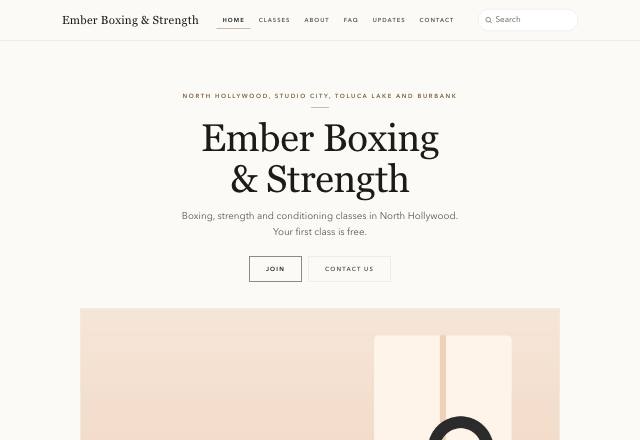 Ember Boxing & Strength
HOME CLASSES ABOUT FAQ UPDATES CONTACT
Search
NORTH HOLLYWOOD, STUDIO CITY, TOLUCA LAKE AND BURBANK
Ember Boxing
& Strength
Boxing, strength and conditioning classes in North Hollywood.
Your first class is free.
JOIN
CONTACT US